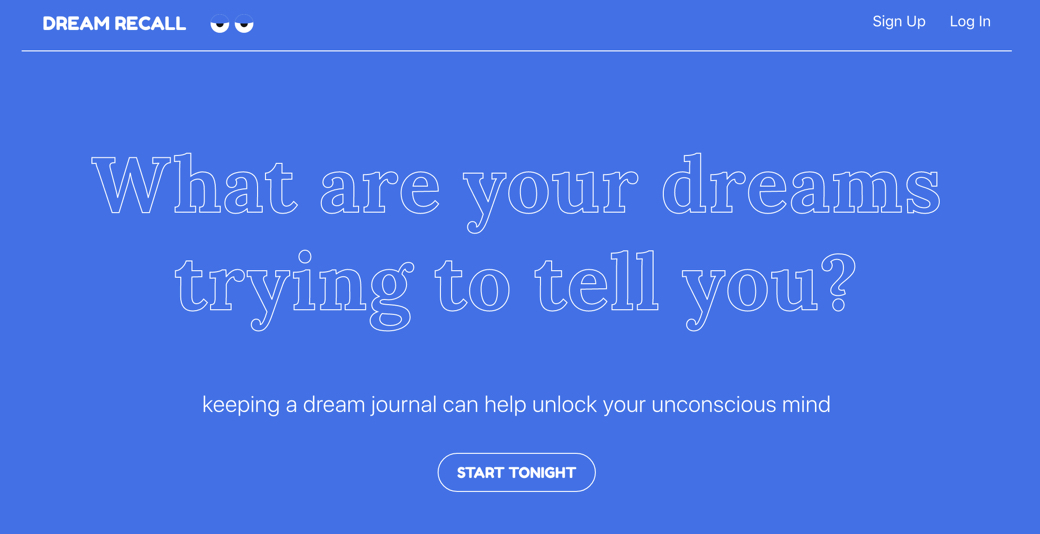 DREAM RECALL
Sign Up
Log In
What are your dreams
trying to tell you?
keeping a dream journal can help unlock your unconscious mind
START TONIGHT